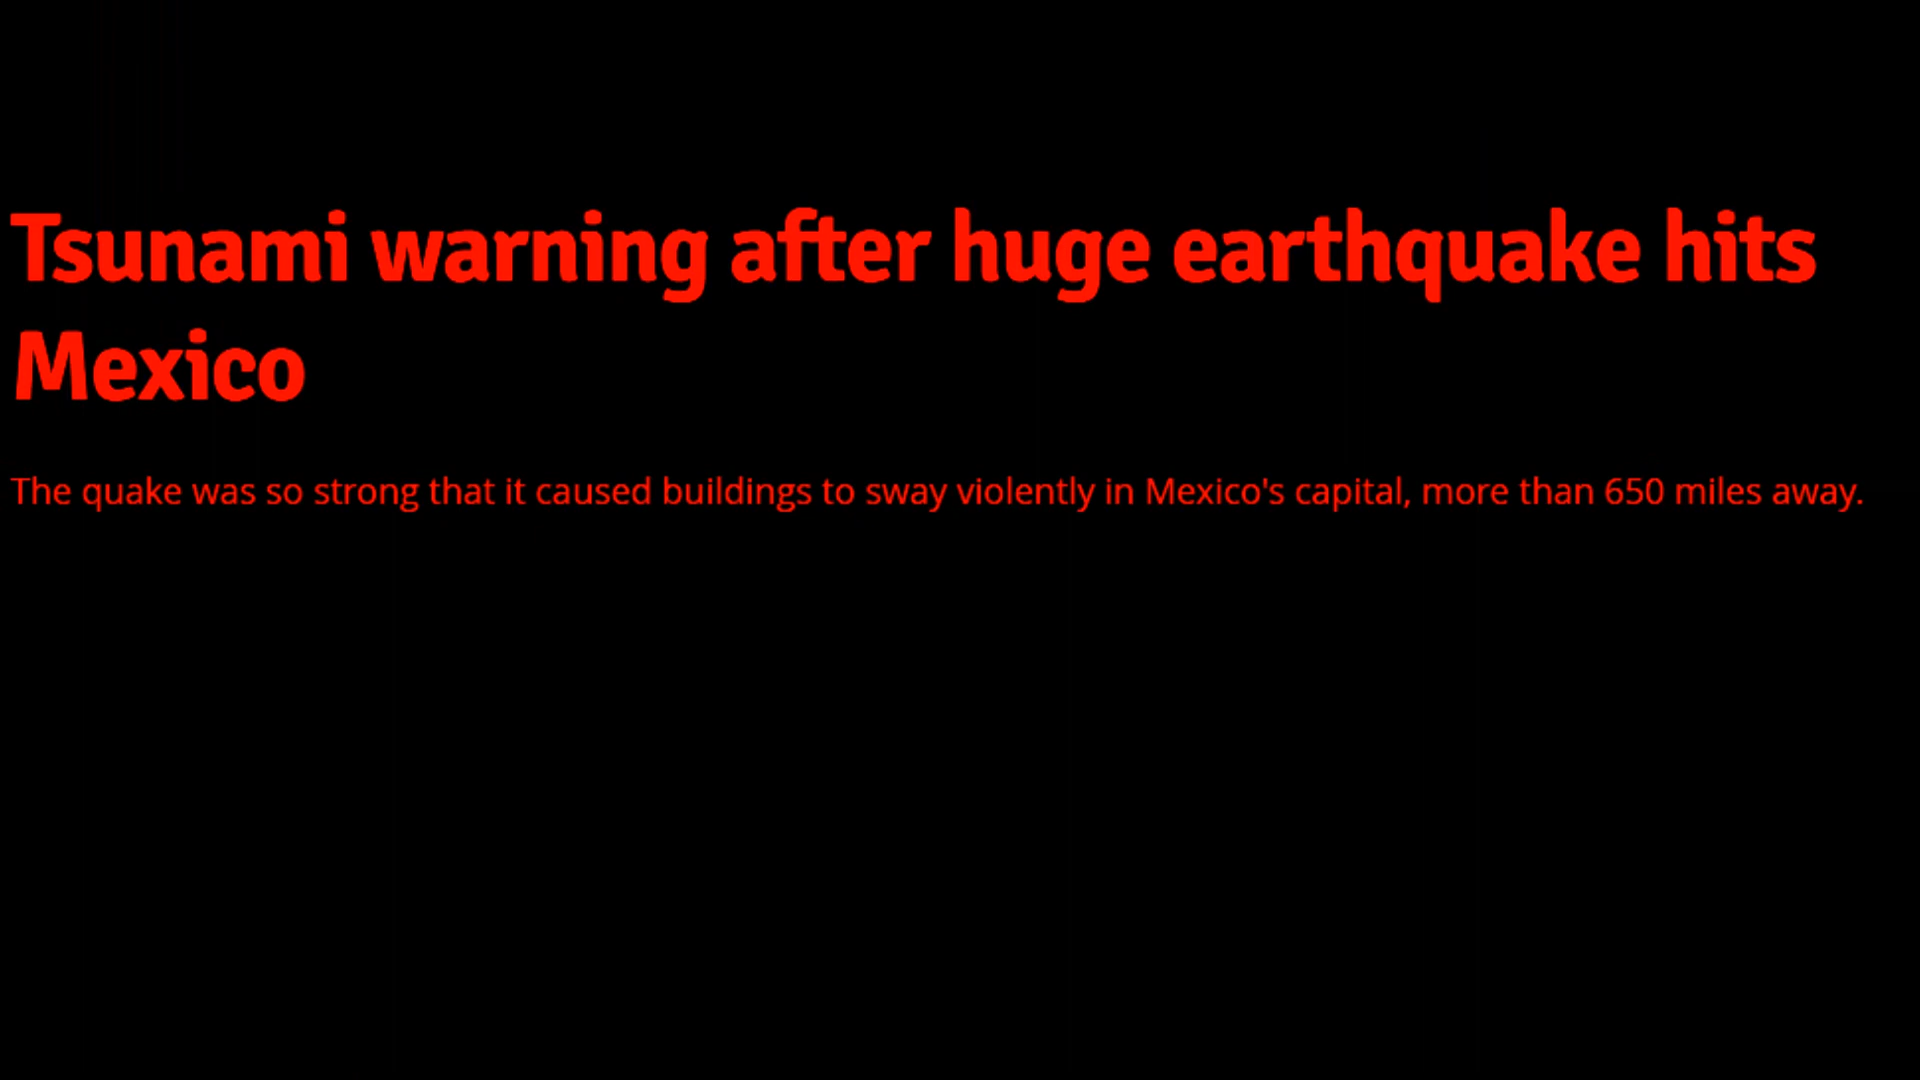 Tsunami warning after huge earthquake hits
Mexico
The quake was so strong that it caused buildings to sway violently in Mexico's capital, more than 650 miles away.